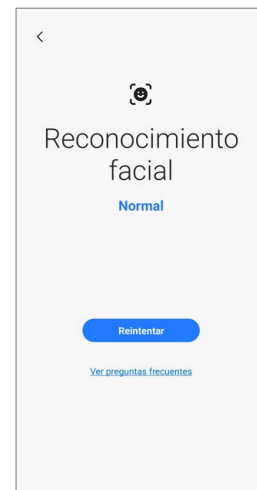 Reconocimiento
facial
Normal
Reintentar
Ver preguntas frecuentes